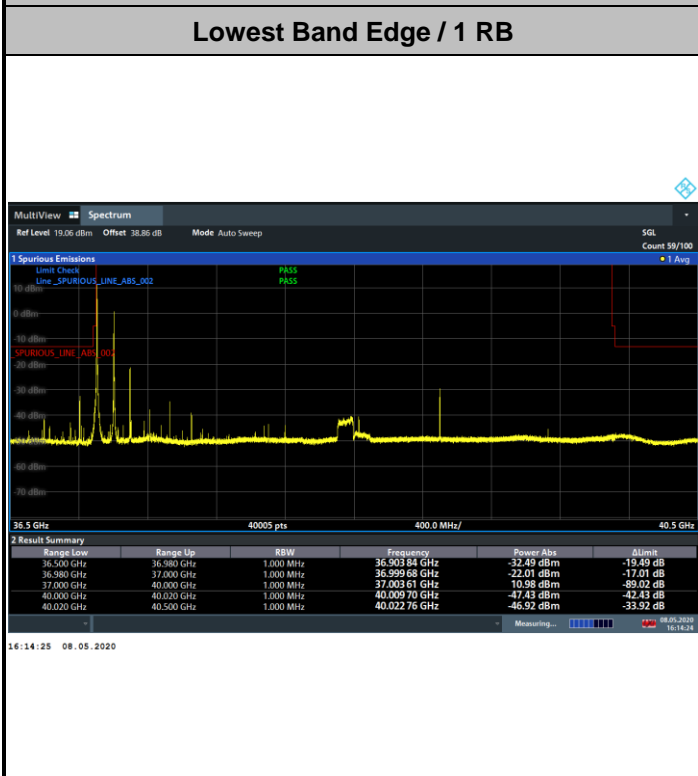 Lowest Band Edge / 1 RB
MultiView Spectrum
Ref Level 19.06 dBm Offset 38.86 dB Mode Auto Sweep SGL
Count 59/100
1 Spurious Emissions 1 Avg
Limit Check PASS
Line _SPURIOUS_LINE_ABS_002 PASS
10 dBm
0 dBm
-10 dBm
_SPURIOUS_LINE_ABS_002
-20 dBm
-30 dBm
-40 dBm
-60 dBm
-70 dBm
36.5 GHz 40005 pts 400.0 MHz/ 40.5 GHz
2 Result Summary
Range Low Range Up RBW Frequency Power Abs ΔLimit
36.500 GHz 36.980 GHz 1.000 MHz 36.903 84 GHz -32.49 dBm -19.49 dB
36.980 GHz 37.000 GHz 1.000 MHz 36.999 68 GHz -22.01 dBm -17.01 dB
37.000 GHz 40.000 GHz 1.000 MHz 37.003 61 GHz 10.98 dBm -89.02 dB
40.000 GHz 40.020 GHz 1.000 MHz 40.009 70 GHz -47.43 dBm -42.43 dB
40.020 GHz 40.500 GHz 1.000 MHz 40.022 76 GHz -46.92 dBm -33.92 dB
Measuring... 08.05.2020
16:14:24
16:14:25 08.05.2020